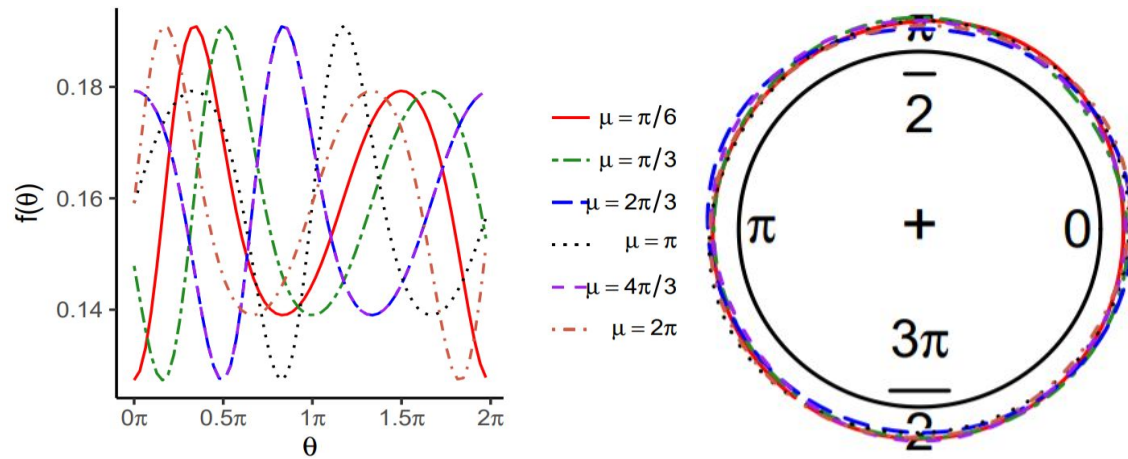 f(θ)
0.18
0.16
0.14
0π
0.5π
1π
1.5π
2π
θ
μ = π/6
μ = π/3
μ = 2π/3
μ = π
μ = 4π/3
μ = 2π
π
2
π
+
0
3π
2